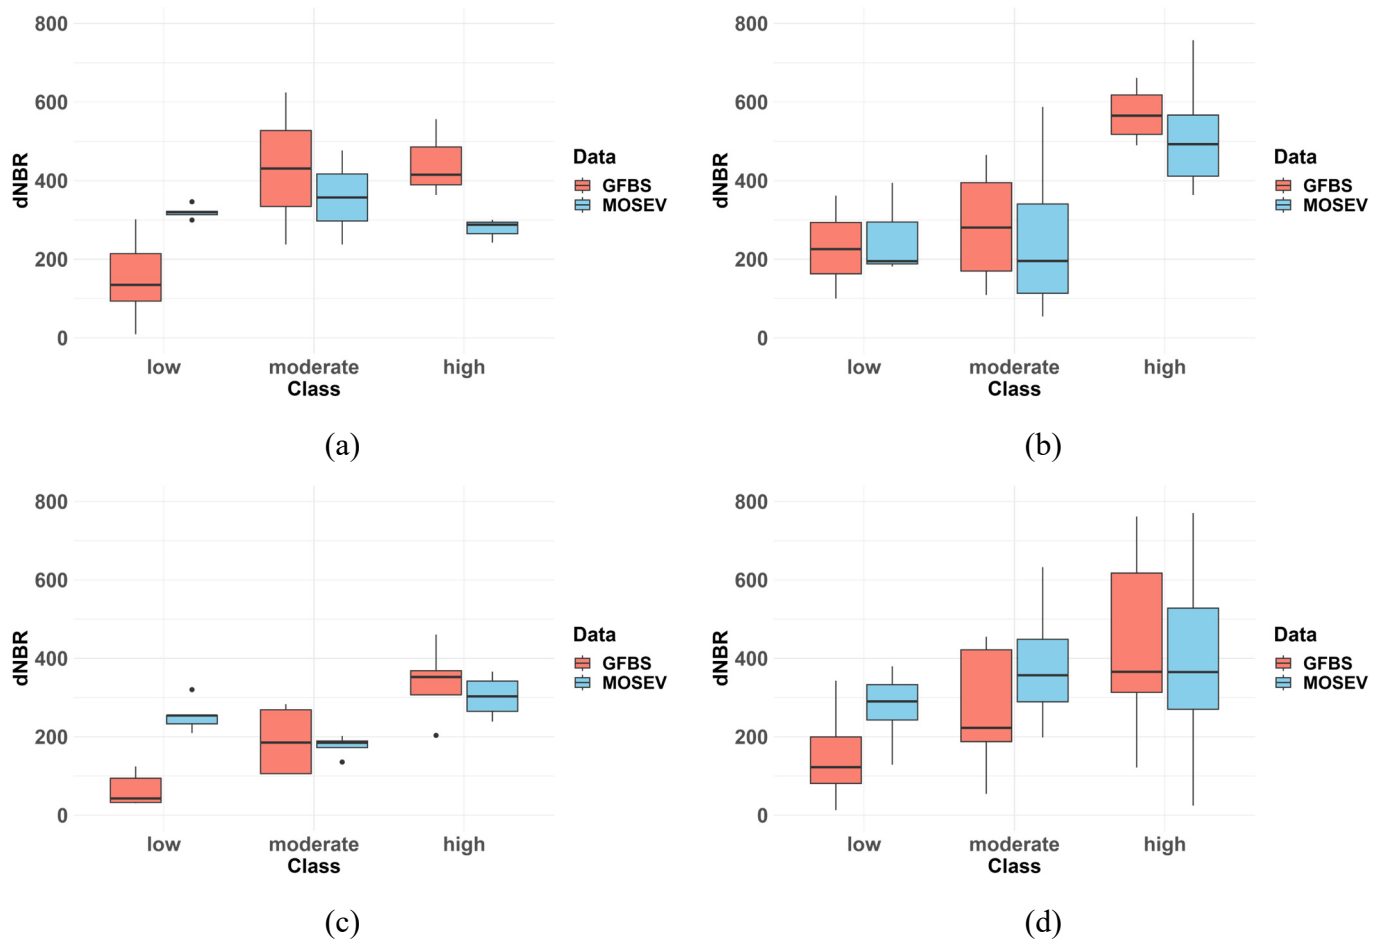 800
600
400
200
0
dNBR
low moderate high
Class
Data
GFBS
MOSEV
(a)
800
600
400
200
0
dNBR
low moderate high
Class
Data
GFBS
MOSEV
(b)
800
600
400
200
0
dNBR
low moderate high
Class
Data
GFBS
MOSEV
(c)
800
600
400
200
0
dNBR
low moderate high
Class
Data
GFBS
MOSEV
(d)